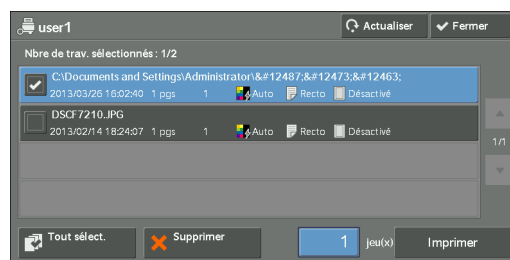 user1
Actualiser
Fermer
Nbre de trav. sélectionnés : 1/2
C:\Documents and Settings\Administrator\&#12487;&#12473;&#12463;
2013/03/26 16:02:40 1 pgs 1 Auto Recto Désactivé
DSCF7210.JPG
2013/02/14 18:24:07 1 pgs 1 Auto Recto Désactivé
1/1
Tout sélect.
Supprimer
1 jeu(x)
Imprimer